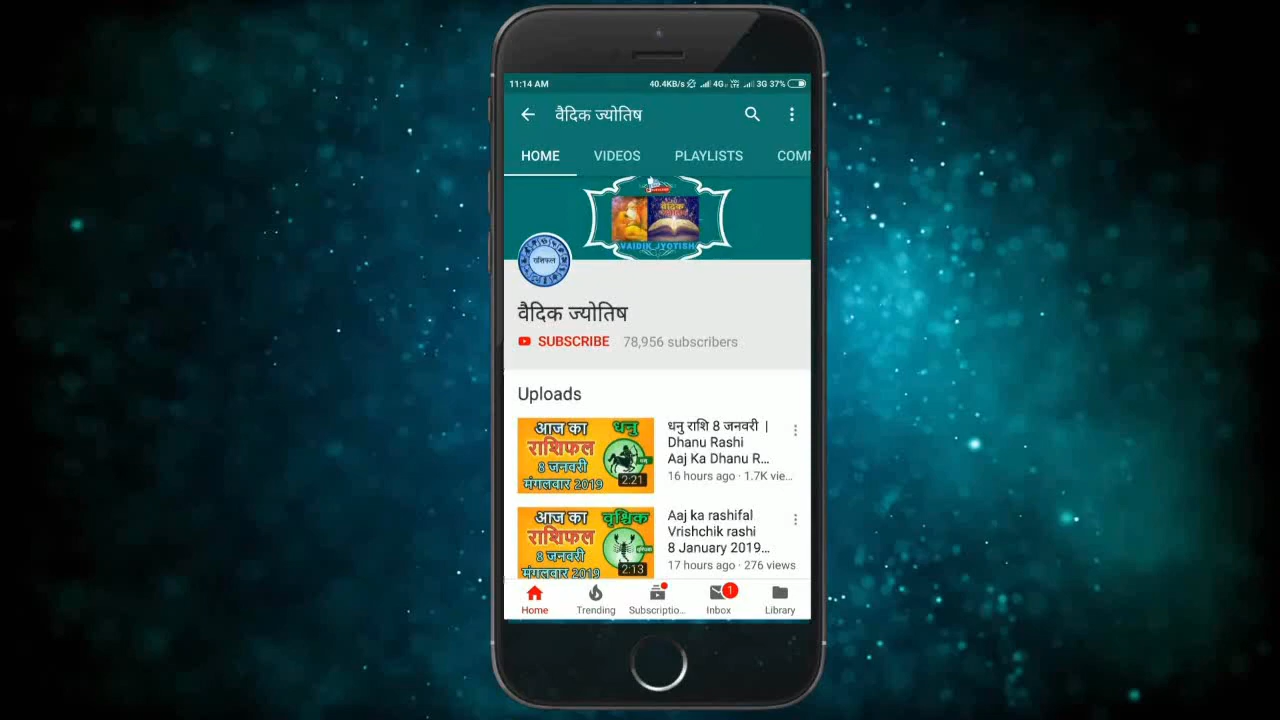 11:14 AM
40.4KB/s 4G VoLTE 3G 37%
वैदिक ज्योतिष
HOME VIDEOS PLAYLISTS COMM
वैदिक
VAIDIK JYOTISH
राशिफल
वैदिक ज्योतिष
SUBSCRIBE 78,956 subscribers
Uploads
आज का धनु
राशिफल
8 जनवरी
मंगलवार 2019
2:21
धनु राशि 8 जनवरी |
Dhanu Rashi
Aaj Ka Dhanu R...
16 hours ago · 1.7K vie...
आज का वृश्चिक
राशिफल
8 जनवरी
मंगलवार 2019
2:13
Aaj ka rashifal
Vrishchik rashi
8 January 2019...
17 hours ago · 276 views
1
Home Trending Subscriptio... Inbox Library